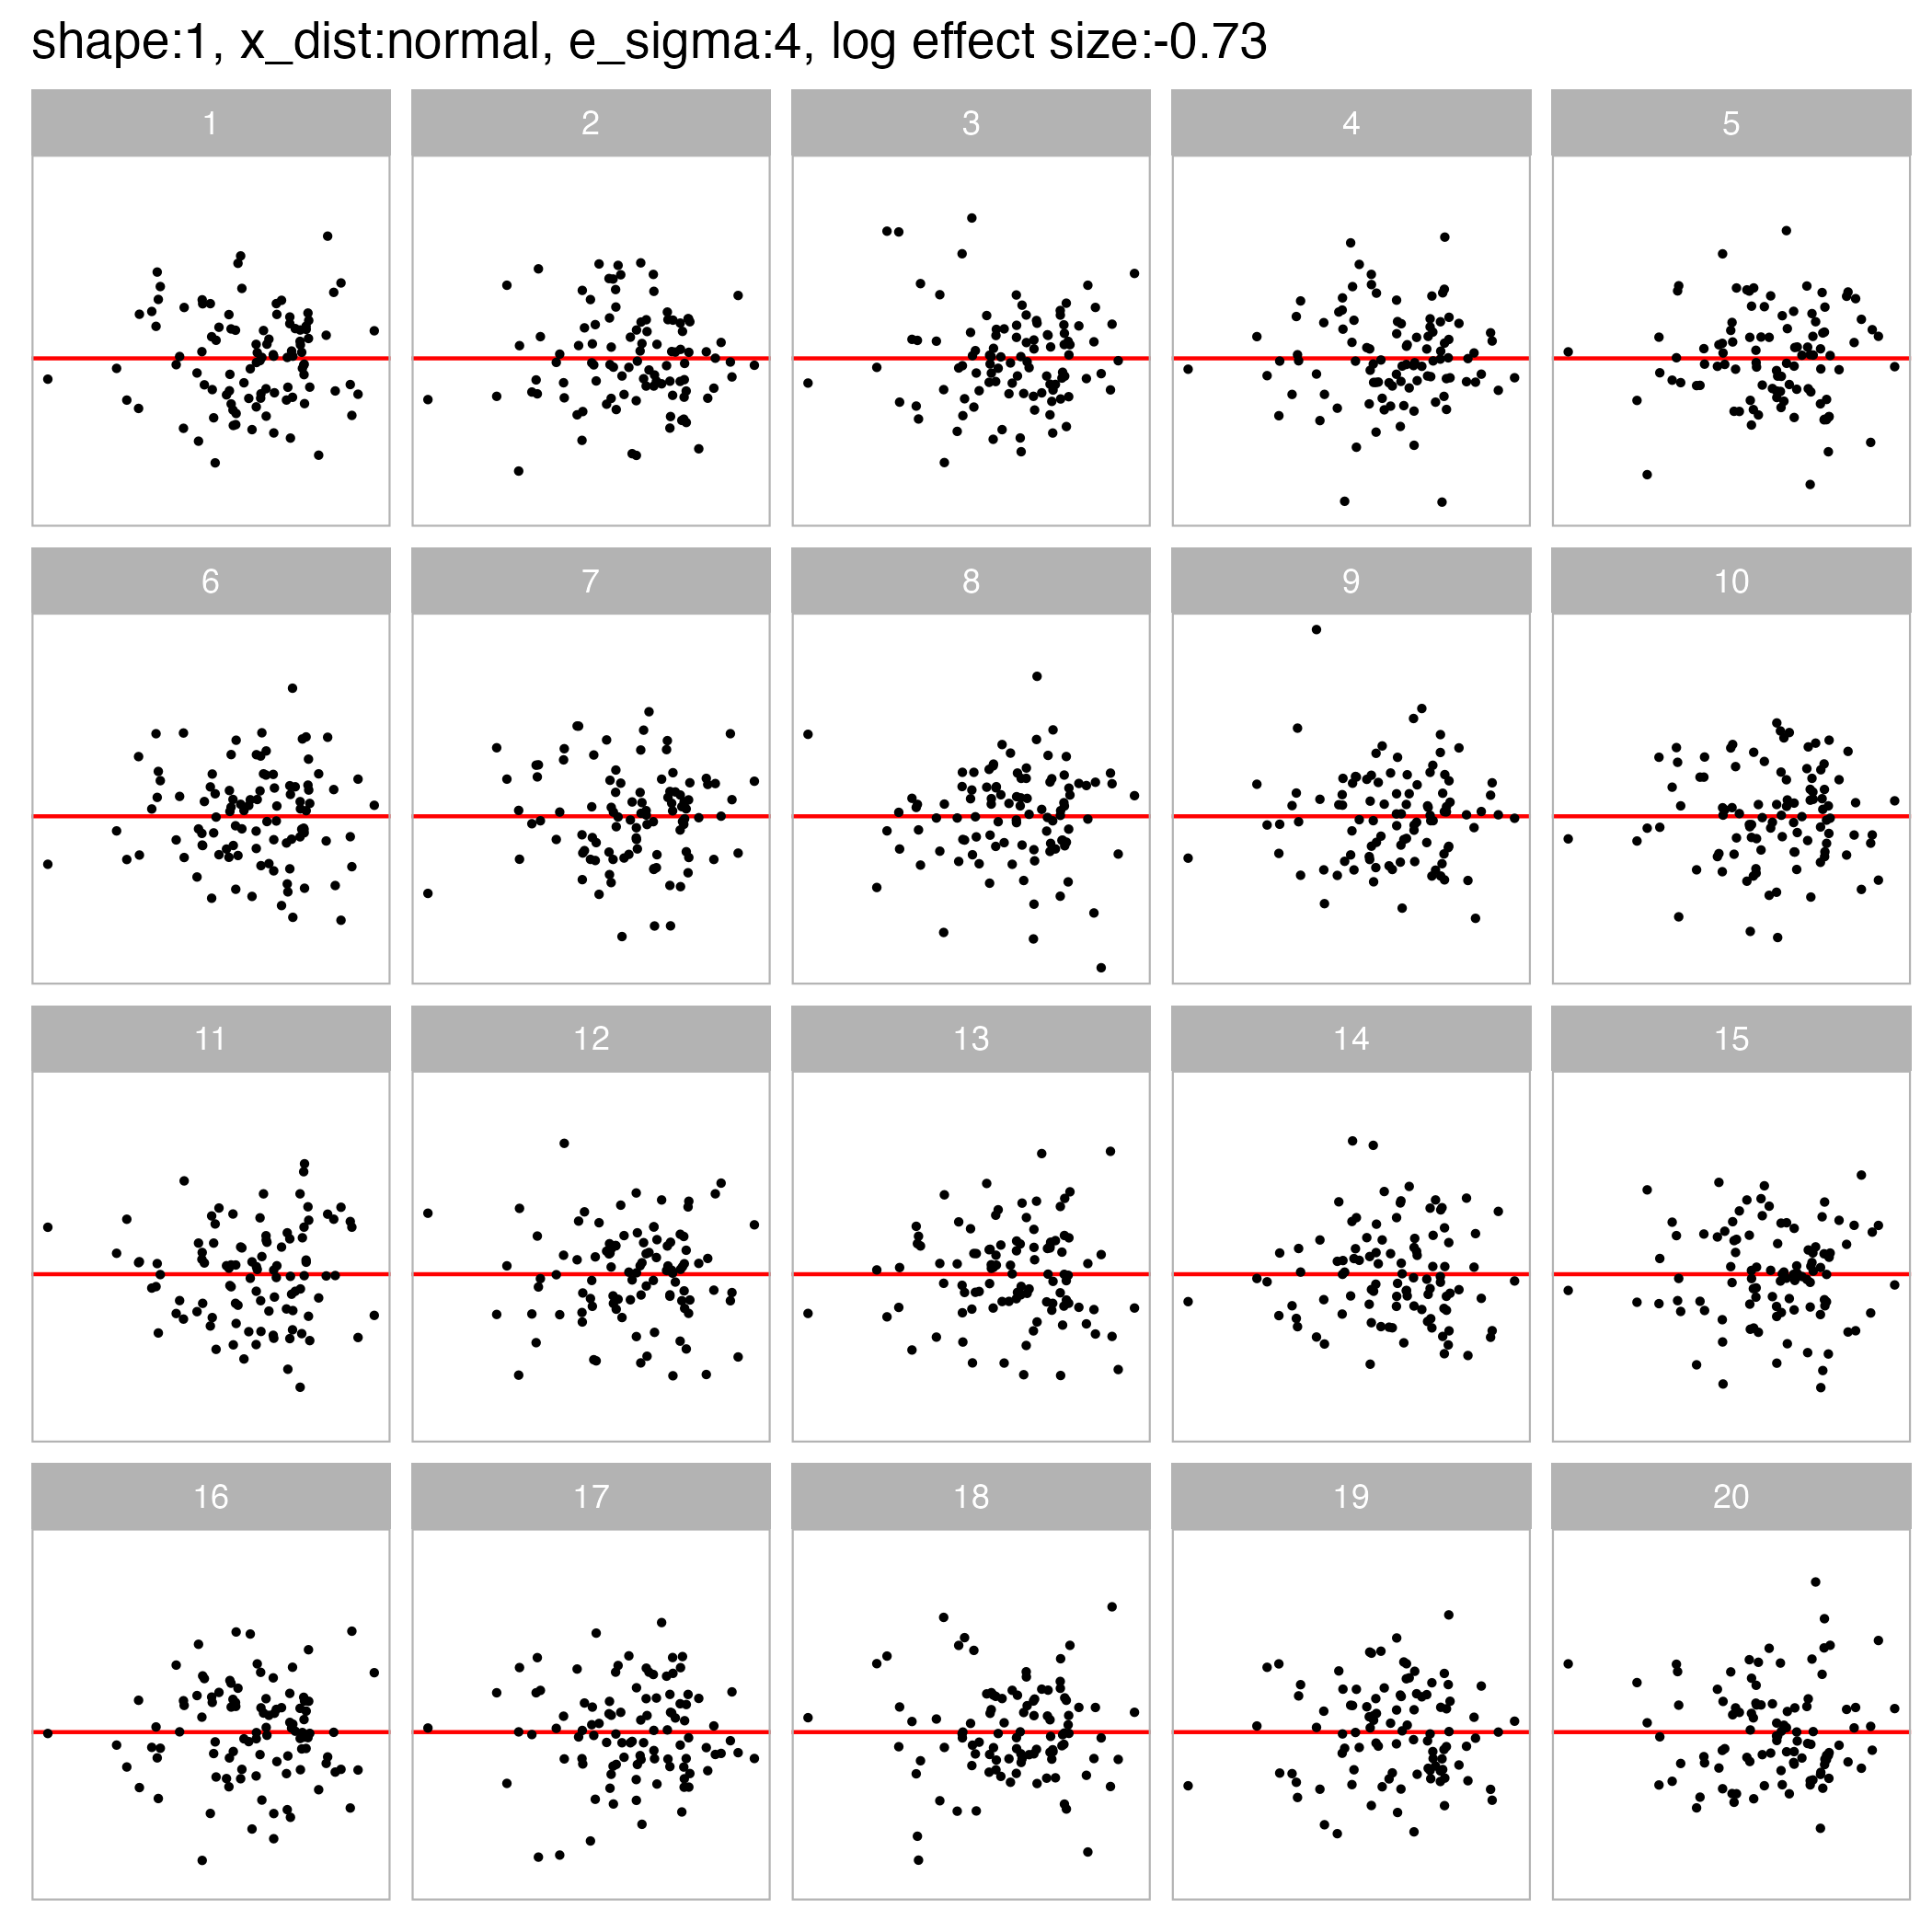 shape:1, x_dist:normal, e_sigma:4, log effect size:-0.73
1 2 3 4 5
6 7 8 9 10
11 12 13 14 15
16 17 18 19 20